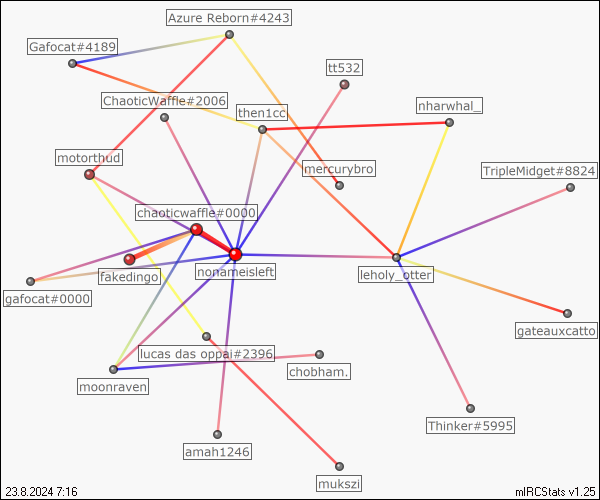 Azure Reborn#4243
Gafocat#4189
tt532
ChaoticWaffle#2006
nharwhal_
then1cc
motorthud
mercurybro
TripleMidget#8824
chaoticwaffle#0000
fakedingo
nonameisleft
leholy_otter
gafocat#0000
gateauxcatto
lucas das oppai#2396
chobham.
moonraven
Thinker#5995
amah1246
mukszi
23.8.2024 7:16
mIRCStats v1.25